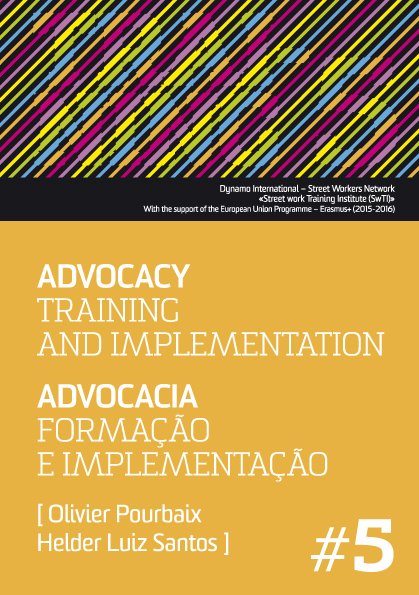 Dynamo International – Street Workers Network
«Street work Training Institute (SwTI)»
With the support of the European Union Programme – Erasmus+ (2015-2016)
ADVOCACY
TRAINING
AND IMPLEMENTATION
ADVOCACIA
FORMAÇÃO
E IMPLEMENTAÇÃO
[ Olivier Pourbaix
Helder Luiz Santos ]
#5